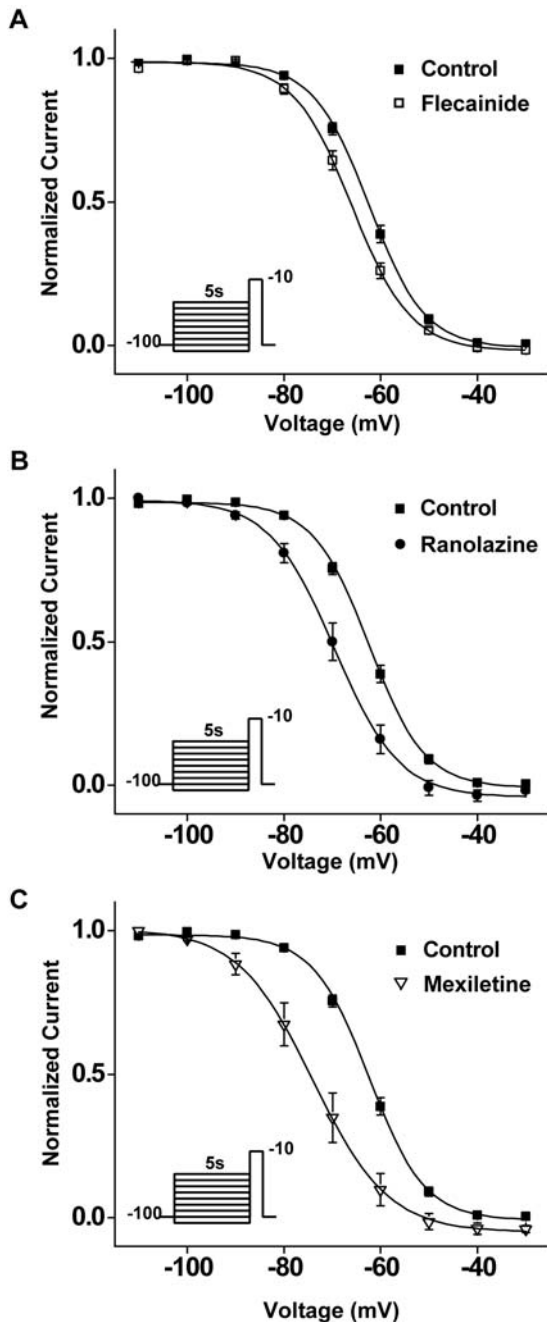 A
Normalized Current
1.0
0.5
0.0
Control
Flecainide
5s
-10
-100
-100
-80
-60
-40
Voltage (mV)
B
Normalized Current
1.0
0.5
0.0
Control
Ranolazine
5s
-10
-100
-100
-80
-60
-40
Voltage (mV)
C
Normalized Current
1.0
0.5
0.0
Control
Mexiletine
5s
-10
-100
-100
-80
-60
-40
Voltage (mV)